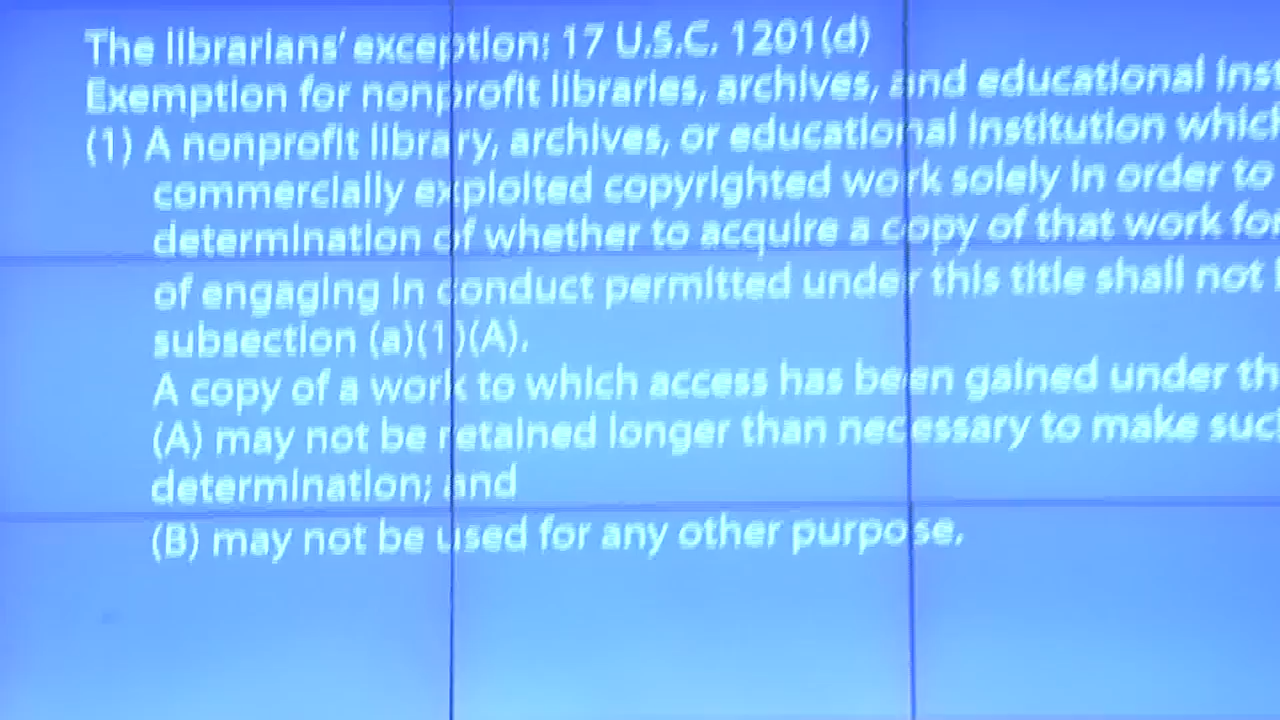 The librarians' exception: 17 U.S.C. 1201(d)
Exemption for nonprofit libraries, archives, and educational
(1) A nonprofit library, archives, or educational institution which
commercially exploited copyrighted work solely in order to
determination of whether to acquire a copy of that work for
of engaging in conduct permitted under this title shall not
subsection (a)(1)(A).
A copy of a work to which access has been gained under
(A) may not be retained longer than necessary to make
determination; and
(B) may not be used for any other purpose.